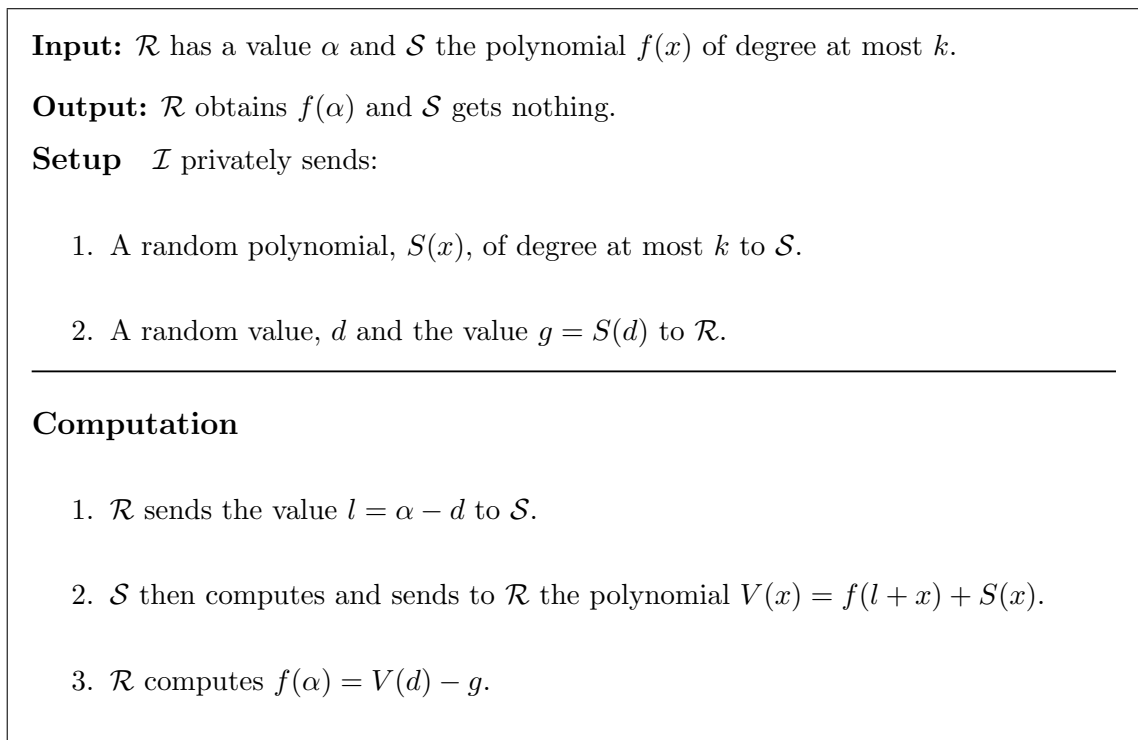 Input: ℛ has a value α and 𝒮 the polynomial f(x) of degree at most k.
Output: ℛ obtains f(α) and 𝒮 gets nothing.
Setup ℐ privately sends:
1. A random polynomial, S(x), of degree at most k to 𝒮.
2. A random value, d and the value g = S(d) to ℛ.
Computation
1. ℛ sends the value l = α − d to 𝒮.
2. 𝒮 then computes and sends to ℛ the polynomial V(x) = f(l + x) + S(x).
3. ℛ computes f(α) = V(d) − g.